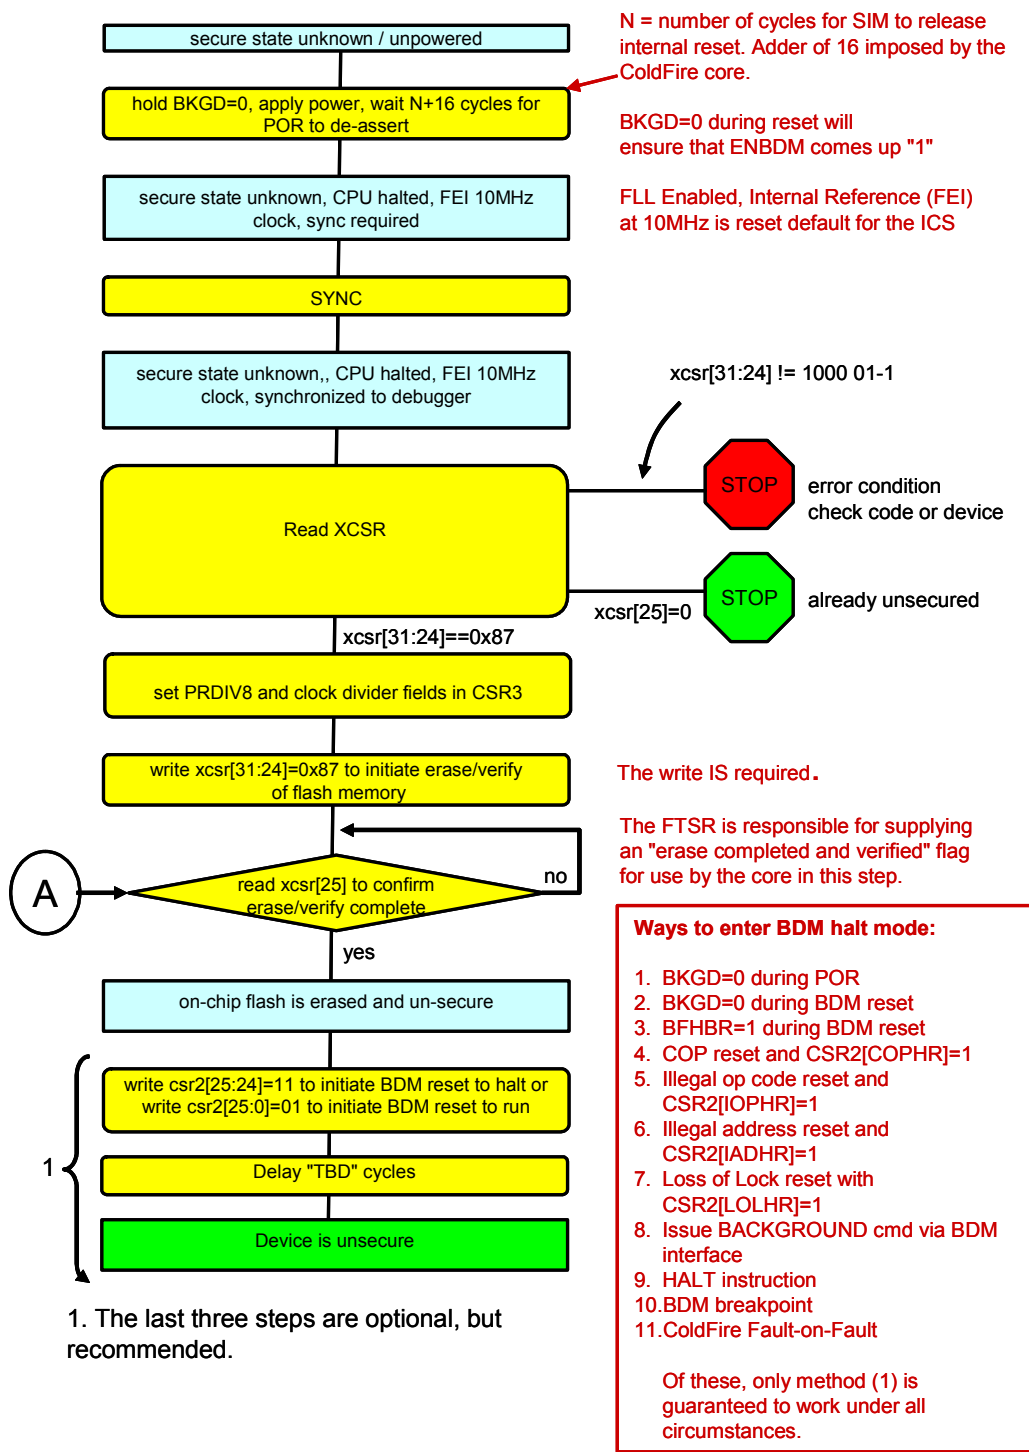 secure state unknown / unpowered
N = number of cycles for SIM to release
internal reset. Adder of 16 imposed by the
ColdFire core.
hold BKGD=0, apply power, wait N+16 cycles for
POR to de-assert
BKGD=0 during reset will
ensure that ENBDM comes up "1"
secure state unknown, CPU halted, FEI 10MHz
clock, sync required
FLL Enabled, Internal Reference (FEI)
at 10MHz is reset default for the ICS
SYNC
secure state unknown,, CPU halted, FEI 10MHz
clock, synchronized to debugger
xcsr[31:24] != 1000 01-1
Read XCSR
STOP
error condition
check code or device
STOP
already unsecured
xcsr[25]=0
xcsr[31:24]==0x87
set PRDIV8 and clock divider fields in CSR3
write xcsr[31:24]=0x87 to initiate erase/verify
of flash memory
The write IS required.
The FTSR is responsible for supplying
an "erase completed and verified" flag
for use by the core in this step.
A
read xcsr[25] to confirm
erase/verify complete
no
yes
on-chip flash is erased and un-secure
write csr2[25:24]=11 to initiate BDM reset to halt or
write csr2[25:0]=01 to initiate BDM reset to run
1
Delay "TBD" cycles
Device is unsecure
1. The last three steps are optional, but
recommended.
Ways to enter BDM halt mode:
1. BKGD=0 during POR
2. BKGD=0 during BDM reset
3. BFHBR=1 during BDM reset
4. COP reset and CSR2[COPHR]=1
5. Illegal op code reset and
CSR2[IOPHR]=1
6. Illegal address reset and
CSR2[IADHR]=1
7. Loss of Lock reset with
CSR2[LOLHR]=1
8. Issue BACKGROUND cmd via BDM
interface
9. HALT instruction
10.BDM breakpoint
11.ColdFire Fault-on-Fault
Of these, only method (1) is
guaranteed to work under all
circumstances.